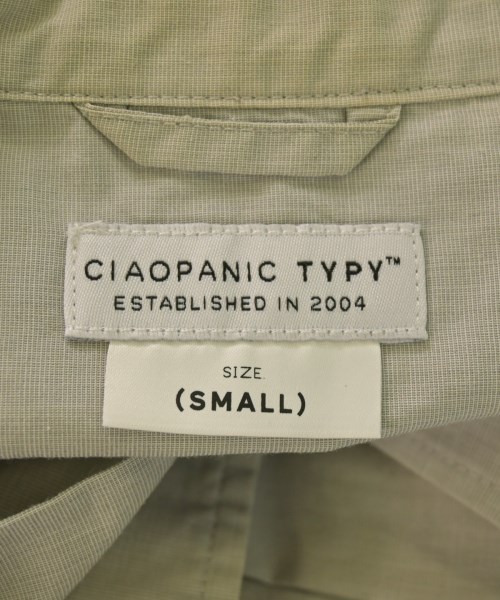 CIAOPANIC TYPY™
ESTABLISHED IN 2004
SIZE
(SMALL)